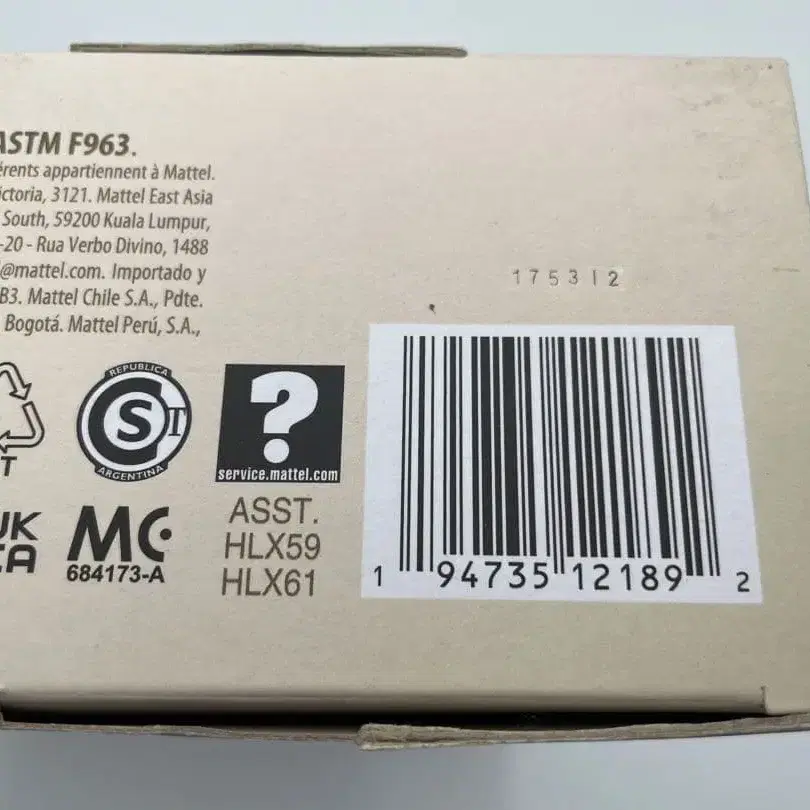 ASTM F963.
érents appartiennent à Mattel.
ictoria, 3121. Mattel East Asia
South, 59200 Kuala Lumpur,
-20 - Rua Verbo Divino, 1488
@mattel.com. Importado y
B3. Mattel Chile S.A., Pdte.
Bogotá. Mattel Perú, S.A.,
175312
REPUBLICA
CST
ARGENTINA
?
service.mattel.com
T
UK
CA
MC
684173-A
ASST.
HLX59
HLX61
1 94735 12189 2